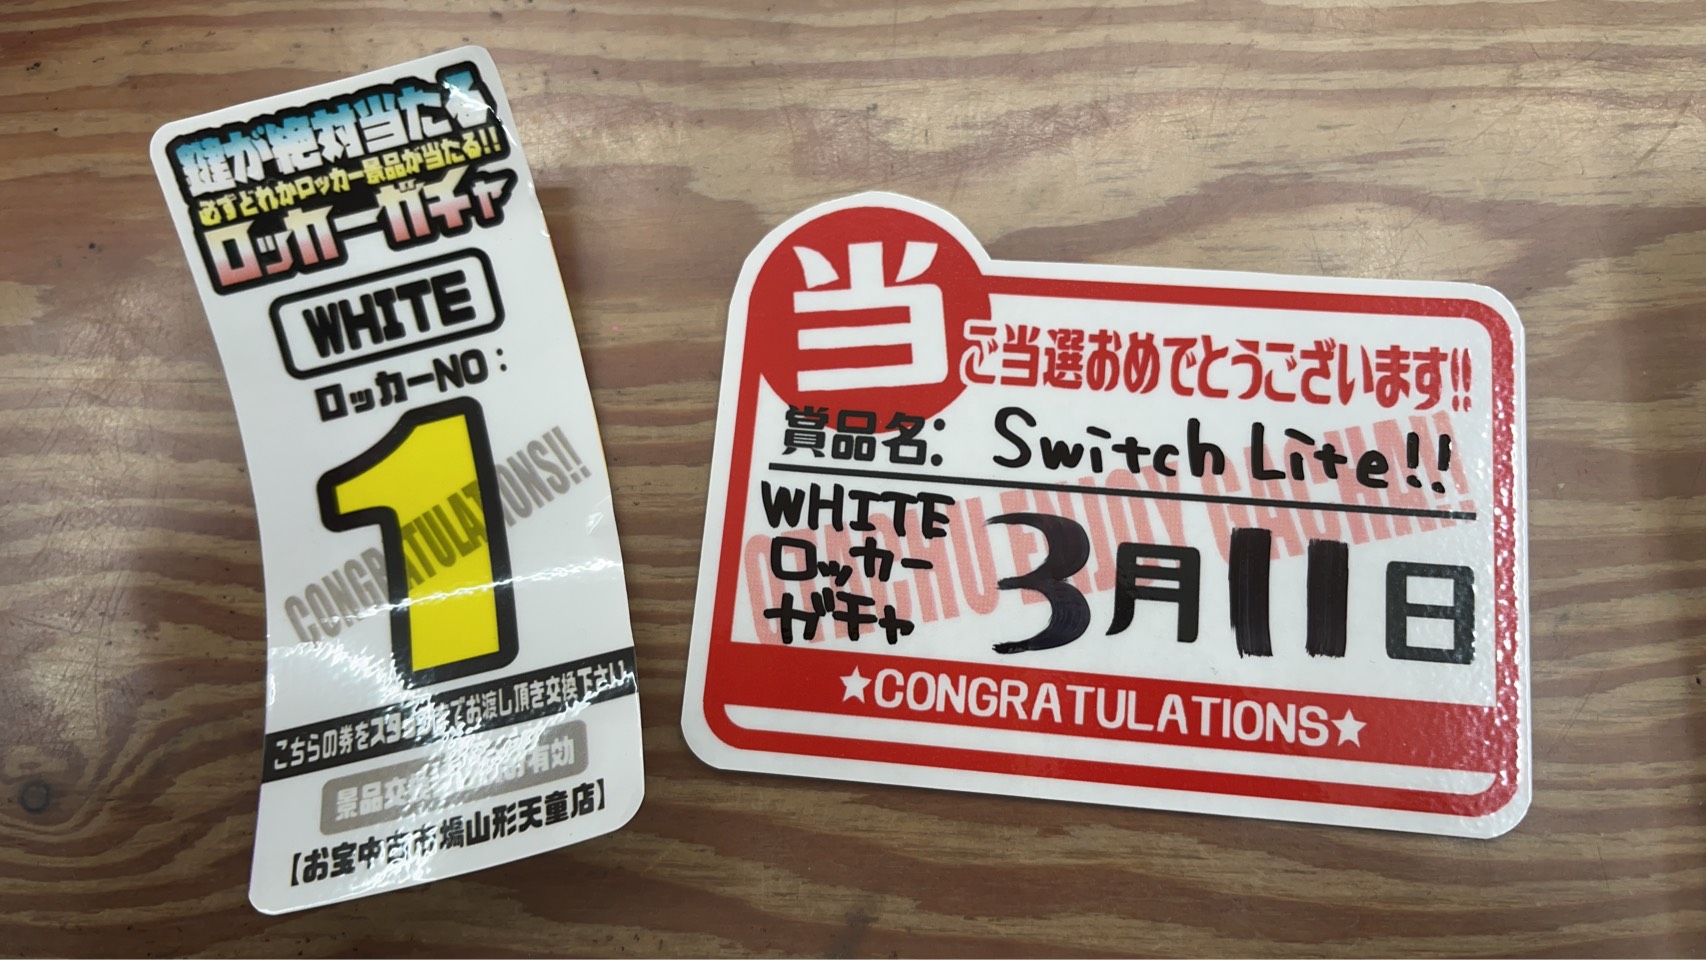 鍵が絶対当たる
必ずどれかロッカー景品が当たる!!
ロッカーガチャ
WHITE
ロッカーNO:
1
CONGRATULATIONS!!
こちらの券をスタッフまでお渡し頂き交換下さい
景品交
有効
【お宝中古市場山形天童店】
当
ご当選おめでとうございます!!
賞品名: Switch Lite!!
WHITE
ロッカー
ガチャ
3月11日
ENJOY GACHA!!
★CONGRATULATIONS★